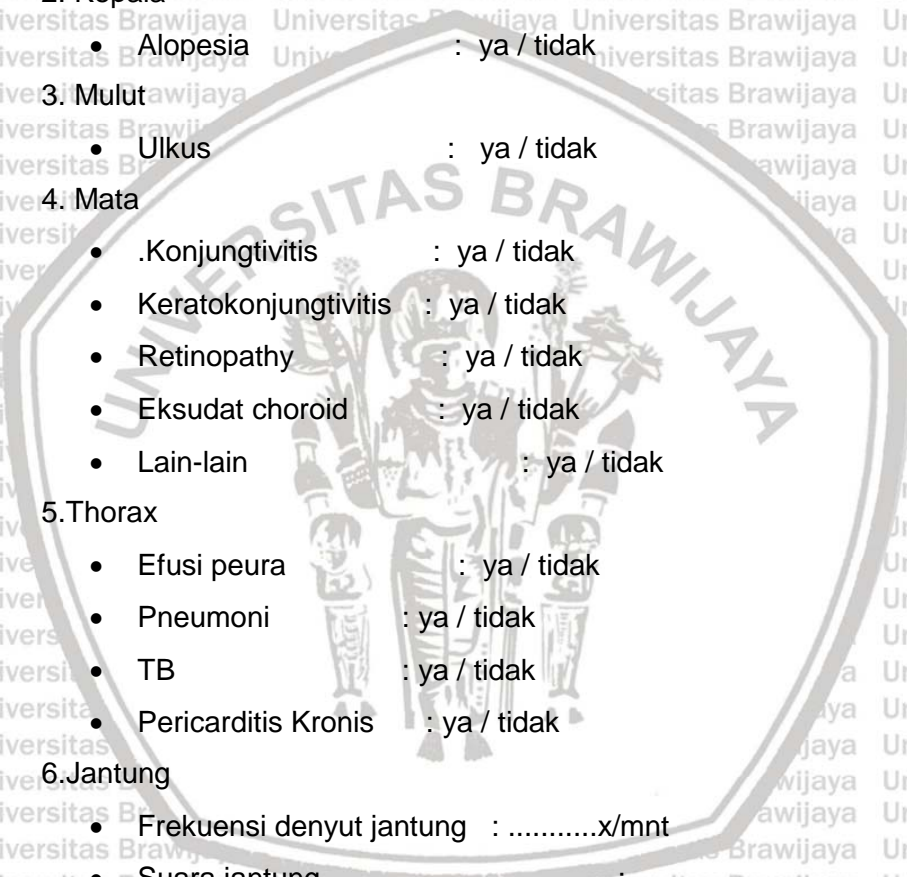 2. Kepala
• Alopesia : ya / tidak
3. Mulut
• Ulkus : ya / tidak
4. Mata
• .Konjungtivitis : ya / tidak
• Keratokonjungtivitis : ya / tidak
• Retinopathy : ya / tidak
• Eksudat choroid : ya / tidak
• Lain-lain : ya / tidak
5.Thorax
• Efusi peura : ya / tidak
• Pneumoni : ya / tidak
• TB : ya / tidak
• Pericarditis Kronis : ya / tidak
6.Jantung
• Frekuensi denyut jantung : ...........x/mnt
• Suara jantung :
UNIVERSITAS BRAWIJAYA